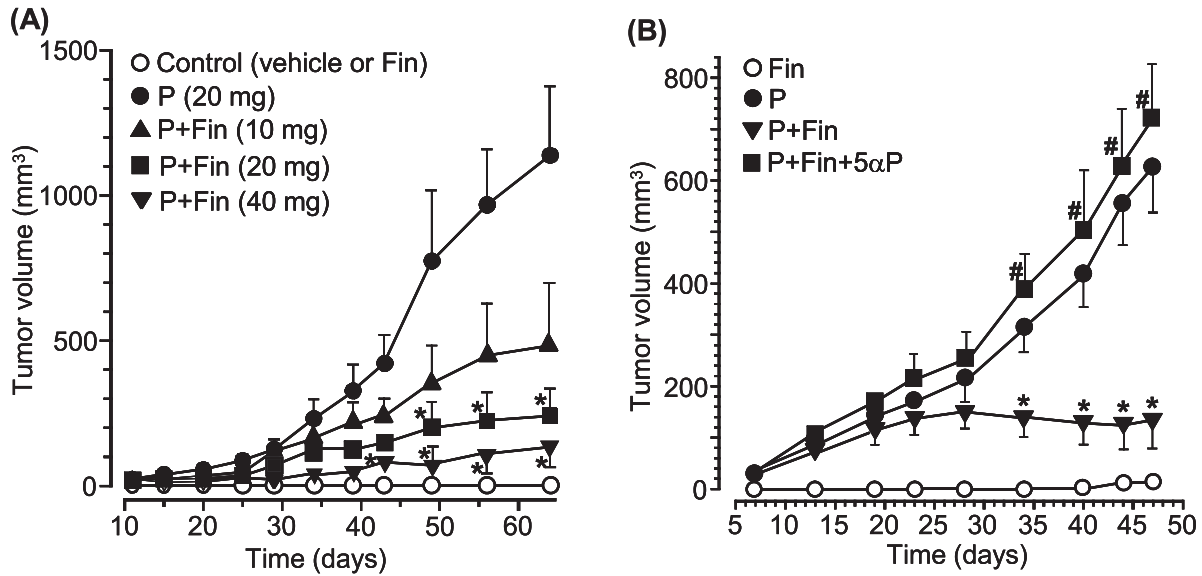 (A)
Tumor volume (mm³)
1500
1000
500
0
Control (vehicle or Fin)
P (20 mg)
P+Fin (10 mg)
P+Fin (20 mg)
P+Fin (40 mg)
* * *
* * * *
10 20 30 40 50 60
Time (days)
(B)
Tumor volume (mm³)
800
600
400
200
0
Fin
P
P+Fin
P+Fin+5αP
# # # # #
* * * *
5 10 15 19 25 30 35 40 45 50
Time (days)